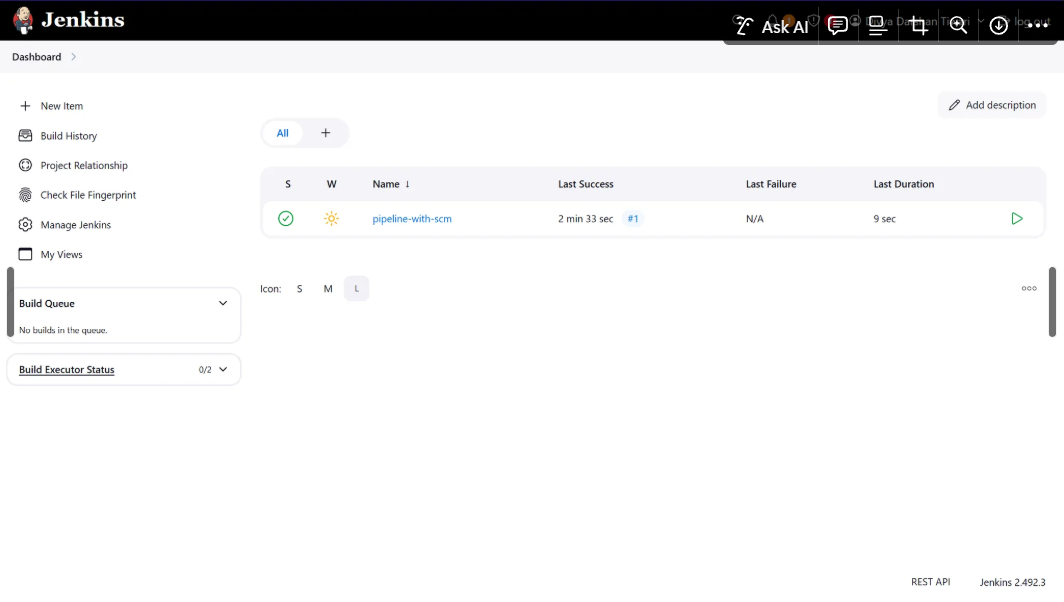 Jenkins
Ask AI
log out
Dashboard
New Item
Add description
Build History
All
Project Relationship
S W Name ↓ Last Success Last Failure Last Duration
Check File Fingerprint
pipeline-with-scm 2 min 33 sec #1 N/A 9 sec
Manage Jenkins
My Views
Icon: S M L
Build Queue
No builds in the queue.
Build Executor Status 0/2
REST API Jenkins 2.492.3